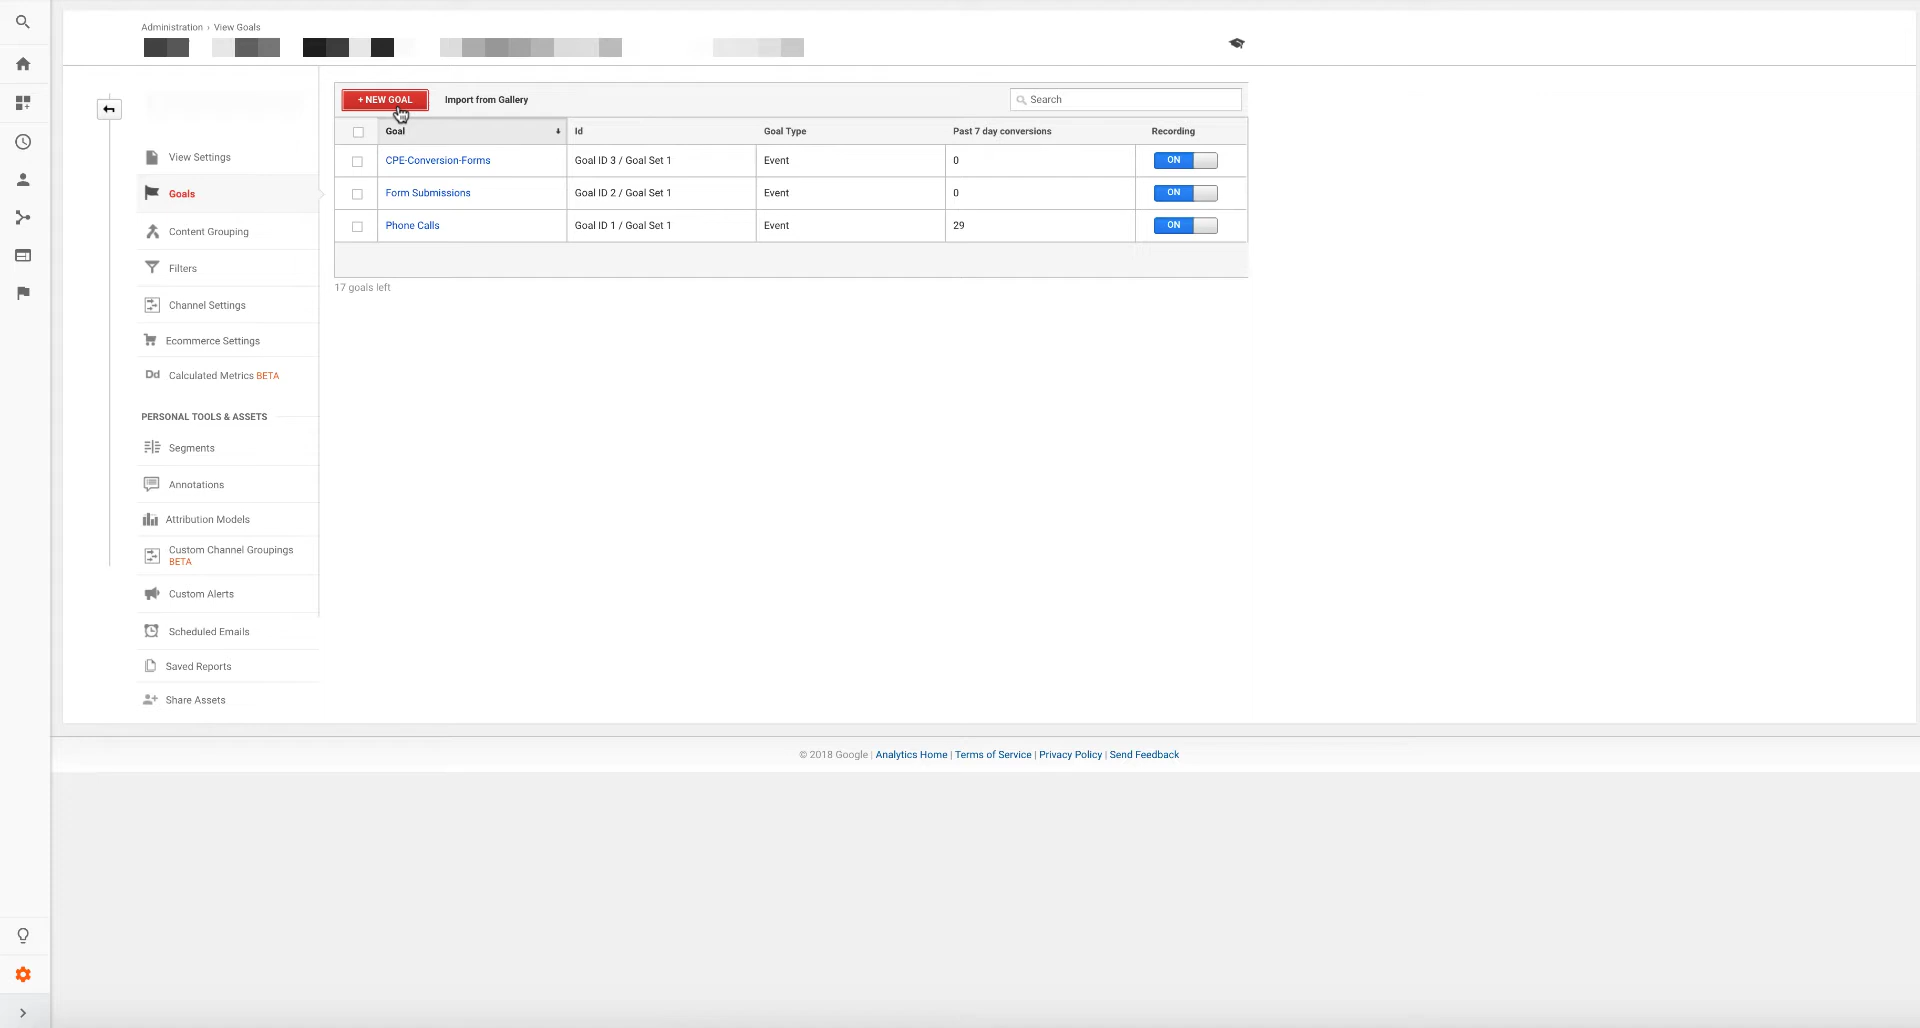 Administration › View Goals
+ NEW GOAL
Import from Gallery
Search
Goal
Id
Goal Type
Past 7 day conversions
Recording
CPE-Conversion-Forms
Goal ID 3 / Goal Set 1
Event
0
ON
Form Submissions
Goal ID 2 / Goal Set 1
Event
0
ON
Phone Calls
Goal ID 1 / Goal Set 1
Event
29
ON
17 goals left
View Settings
Goals
Content Grouping
Filters
Channel Settings
Ecommerce Settings
Dd Calculated Metrics BETA
PERSONAL TOOLS & ASSETS
Segments
Annotations
Attribution Models
Custom Channel Groupings
BETA
Custom Alerts
Scheduled Emails
Saved Reports
Share Assets
© 2018 Google | Analytics Home | Terms of Service | Privacy Policy | Send Feedback